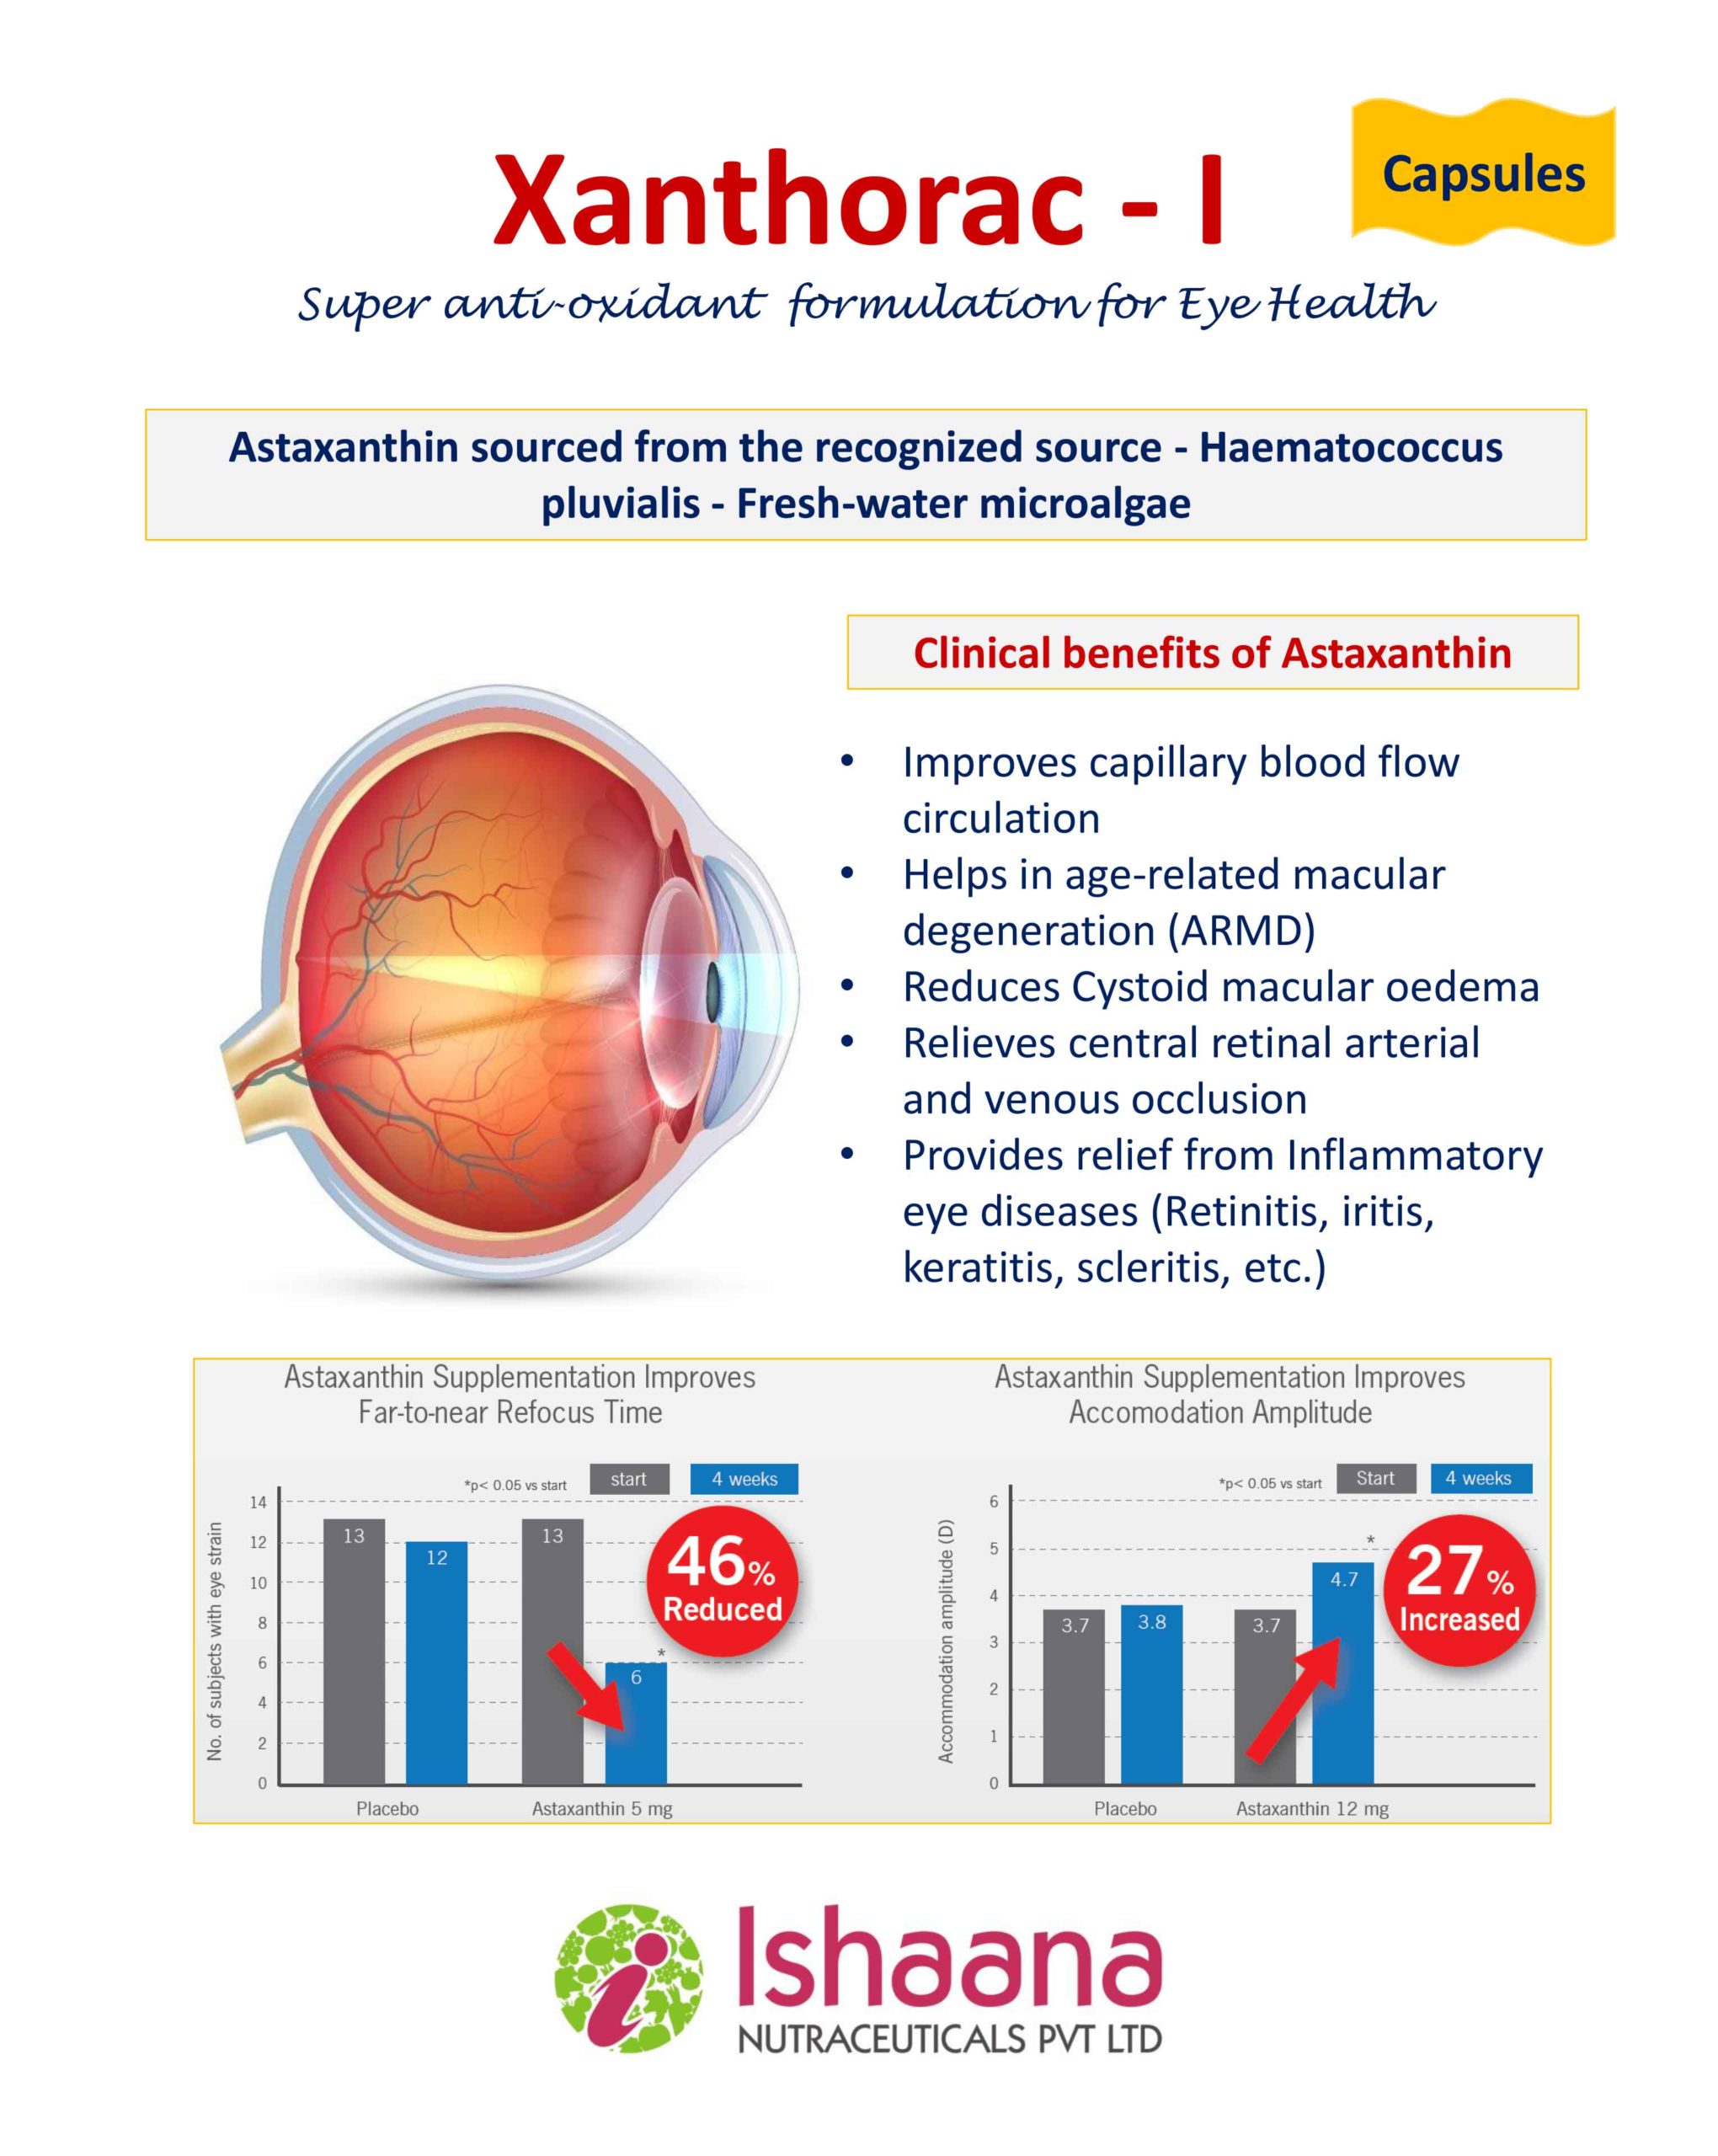 Capsules
Xanthorac - I
Super anti-oxidant formulation for Eye Health
Astaxanthin sourced from the recognized source - Haematococcus
pluvialis - Fresh-water microalgae
Clinical benefits of Astaxanthin
• Improves capillary blood flow
circulation
• Helps in age-related macular
degeneration (ARMD)
• Reduces Cystoid macular oedema
• Relieves central retinal arterial
and venous occlusion
• Provides relief from Inflammatory
eye diseases (Retinitis, iritis,
keratitis, scleritis, etc.)
Astaxanthin Supplementation Improves
Far-to-near Refocus Time
*p< 0.05 vs start
start
4 weeks
No. of subjects with eye strain
14
12
10
8
6
4
2
0
13
12
13
6
*
46%
Reduced
Placebo
Astaxanthin 5 mg
Astaxanthin Supplementation Improves
Accomodation Amplitude
*p< 0.05 vs start
Start
4 weeks
Accommodation amplitude (D)
6
5
4
3
2
1
0
3.7
3.8
3.7
4.7
*
27%
Increased
Placebo
Astaxanthin 12 mg
i
Ishaana
NUTRACEUTICALS PVT LTD